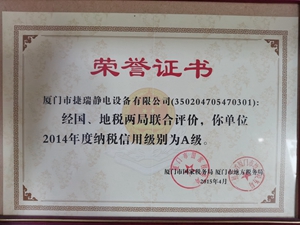 荣誉证书
厦门市捷瑞静电设备有限公司(350204705470301):
经国、地税两局联合评价，你单位
2014年度纳税信用级别为A级。
厦门市国家税务局 厦门市地方税务局
2015年4月